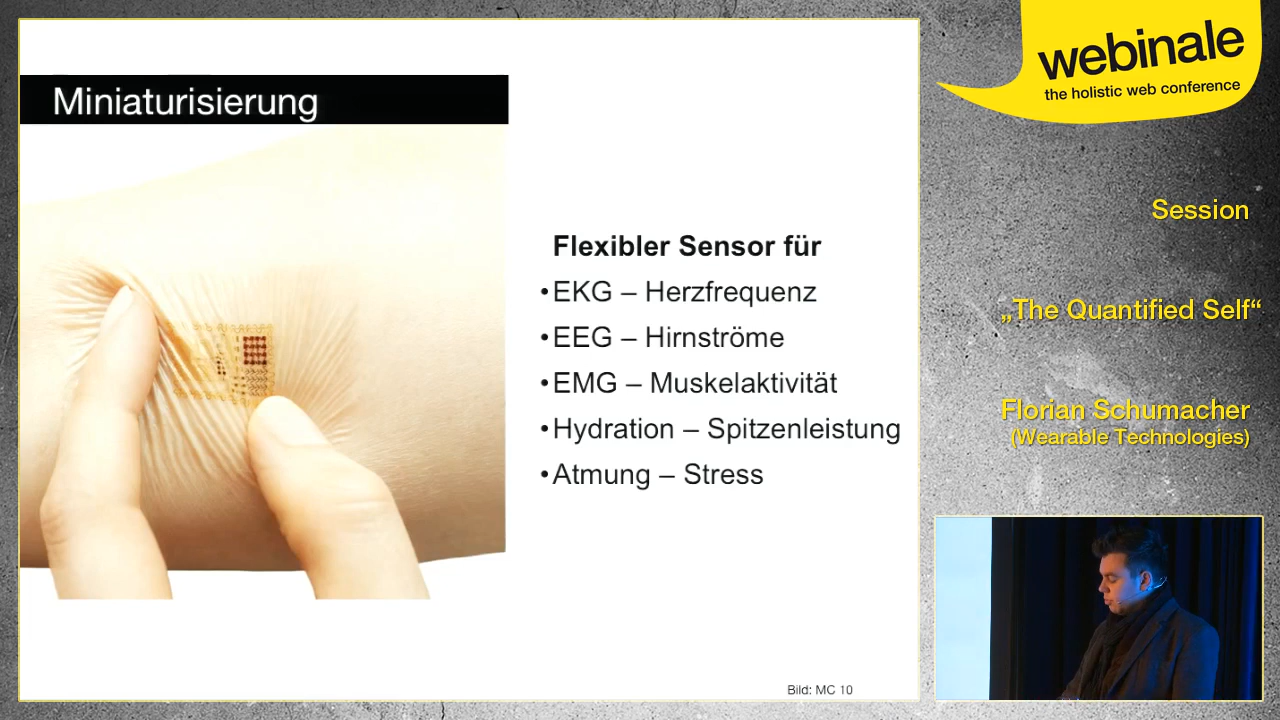 Miniaturisierung
Flexibler Sensor für
•EKG – Herzfrequenz
•EEG – Hirnströme
•EMG – Muskelaktivität
•Hydration – Spitzenleistung
•Atmung – Stress
Bild: MC 10
webinale
the holistic web conference
Session
„The Quantified Self“
Florian Schumacher
(Wearable Technologies)